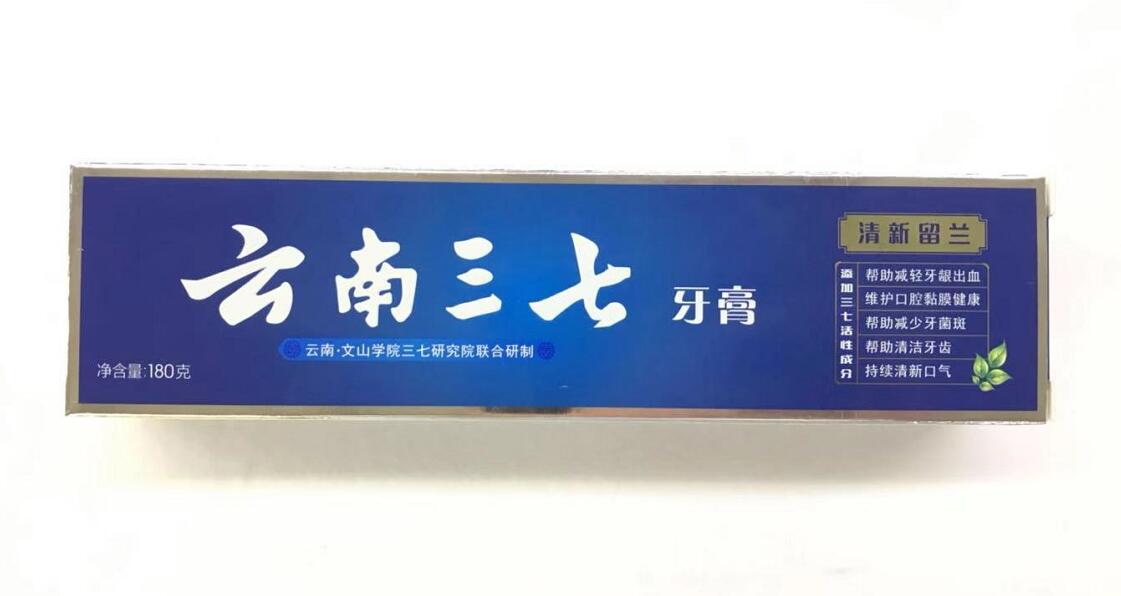 云南三七 牙膏
云南·文山学院三七研究院联合研制
净含量:180克
清新留兰
添加三七活性成分
帮助减轻牙龈出血
维护口腔黏膜健康
帮助减少牙菌斑
帮助清洁牙齿
持续清新口气